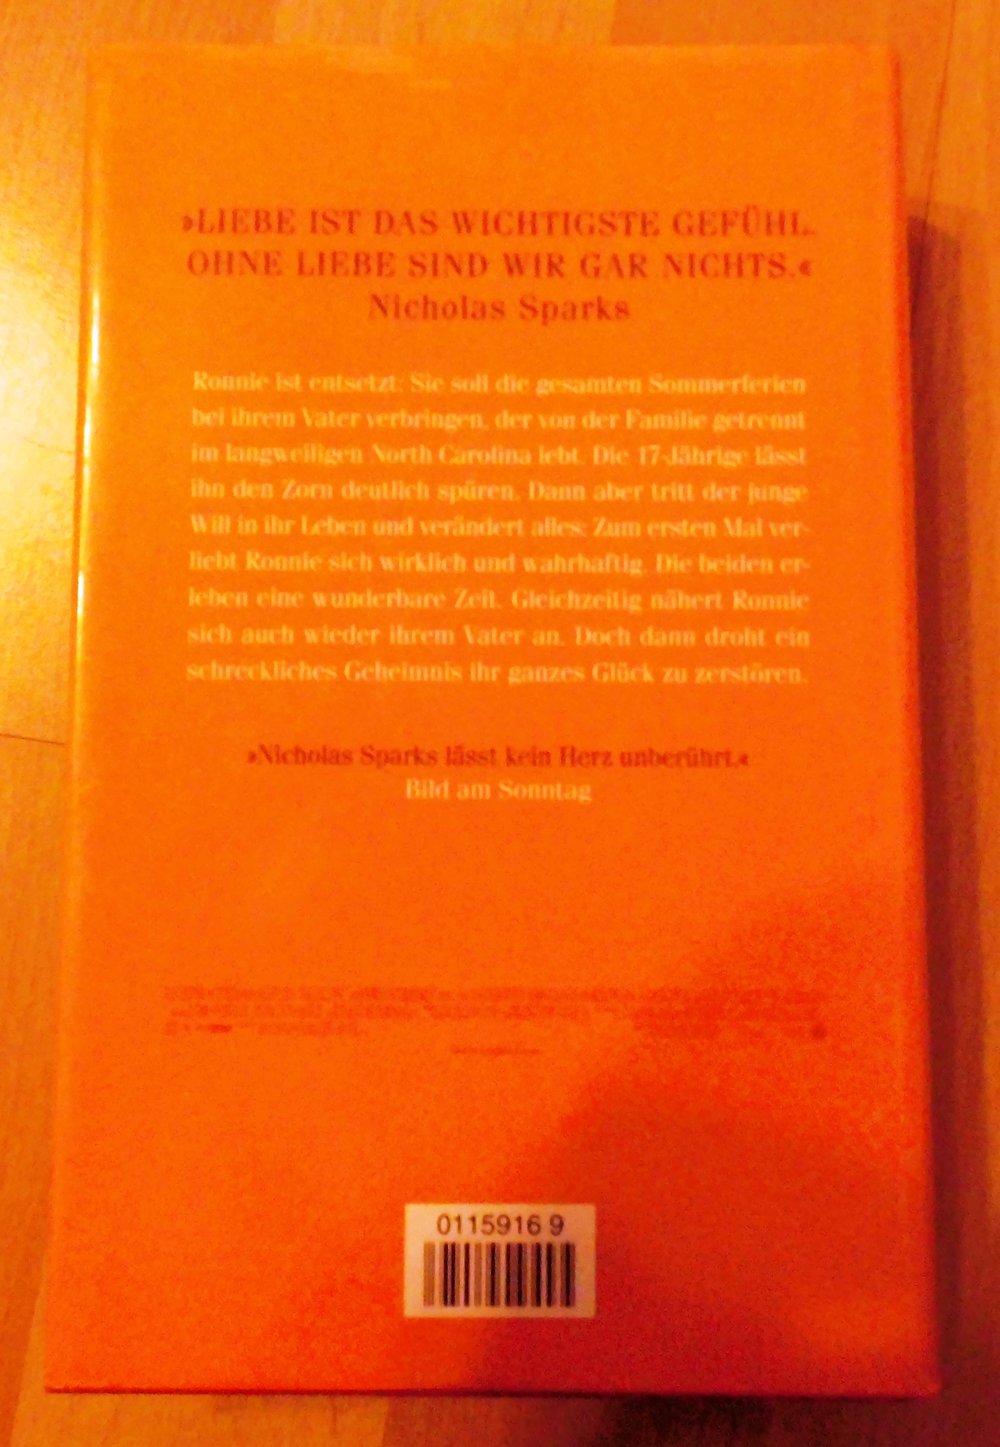 »LIEBE IST DAS WICHTIGSTE GEFÜHL.
OHNE LIEBE SIND WIR GAR NICHTS.«
Nicholas Sparks
Ronnie ist entsetzt: Sie soll die gesamten Sommerferien
bei ihrem Vater verbringen, der von der Familie getrennt
im langweiligen North Carolina lebt. Die 17-Jährige lässt
ihn den Zorn deutlich spüren. Dann aber tritt der junge
Will in ihr Leben und verändert alles: Zum ersten Mal ver-
liebt Ronnie sich wirklich und wahrhaftig. Die beiden er-
leben eine wunderbare Zeit. Gleichzeitig nähert Ronnie
sich auch wieder ihrem Vater an. Doch dann droht ein
schreckliches Geheimnis ihr ganzes Glück zu zerstören.
»Nicholas Sparks lässt kein Herz unberührt.«
Bild am Sonntag
0115916 9